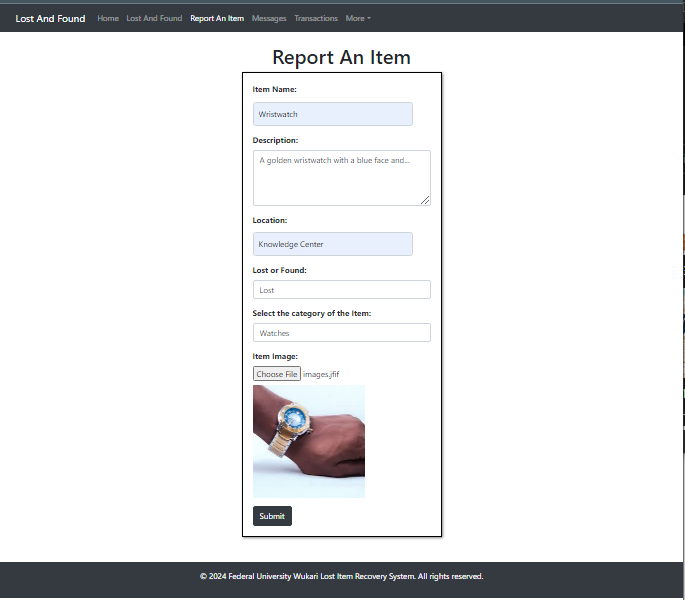 Lost And Found Home Lost And Found Report An Item Messages Transactions More
Report An Item
Item Name:
Wristwatch
Description:
A golden wristwatch with a blue face and...
Location:
Knowledge Center
Lost or Found:
Lost
Select the category of the Item:
Watches
Item Image:
Choose File images.jfif
Submit
© 2024 Federal University Wukari Lost Item Recovery System. All rights reserved.